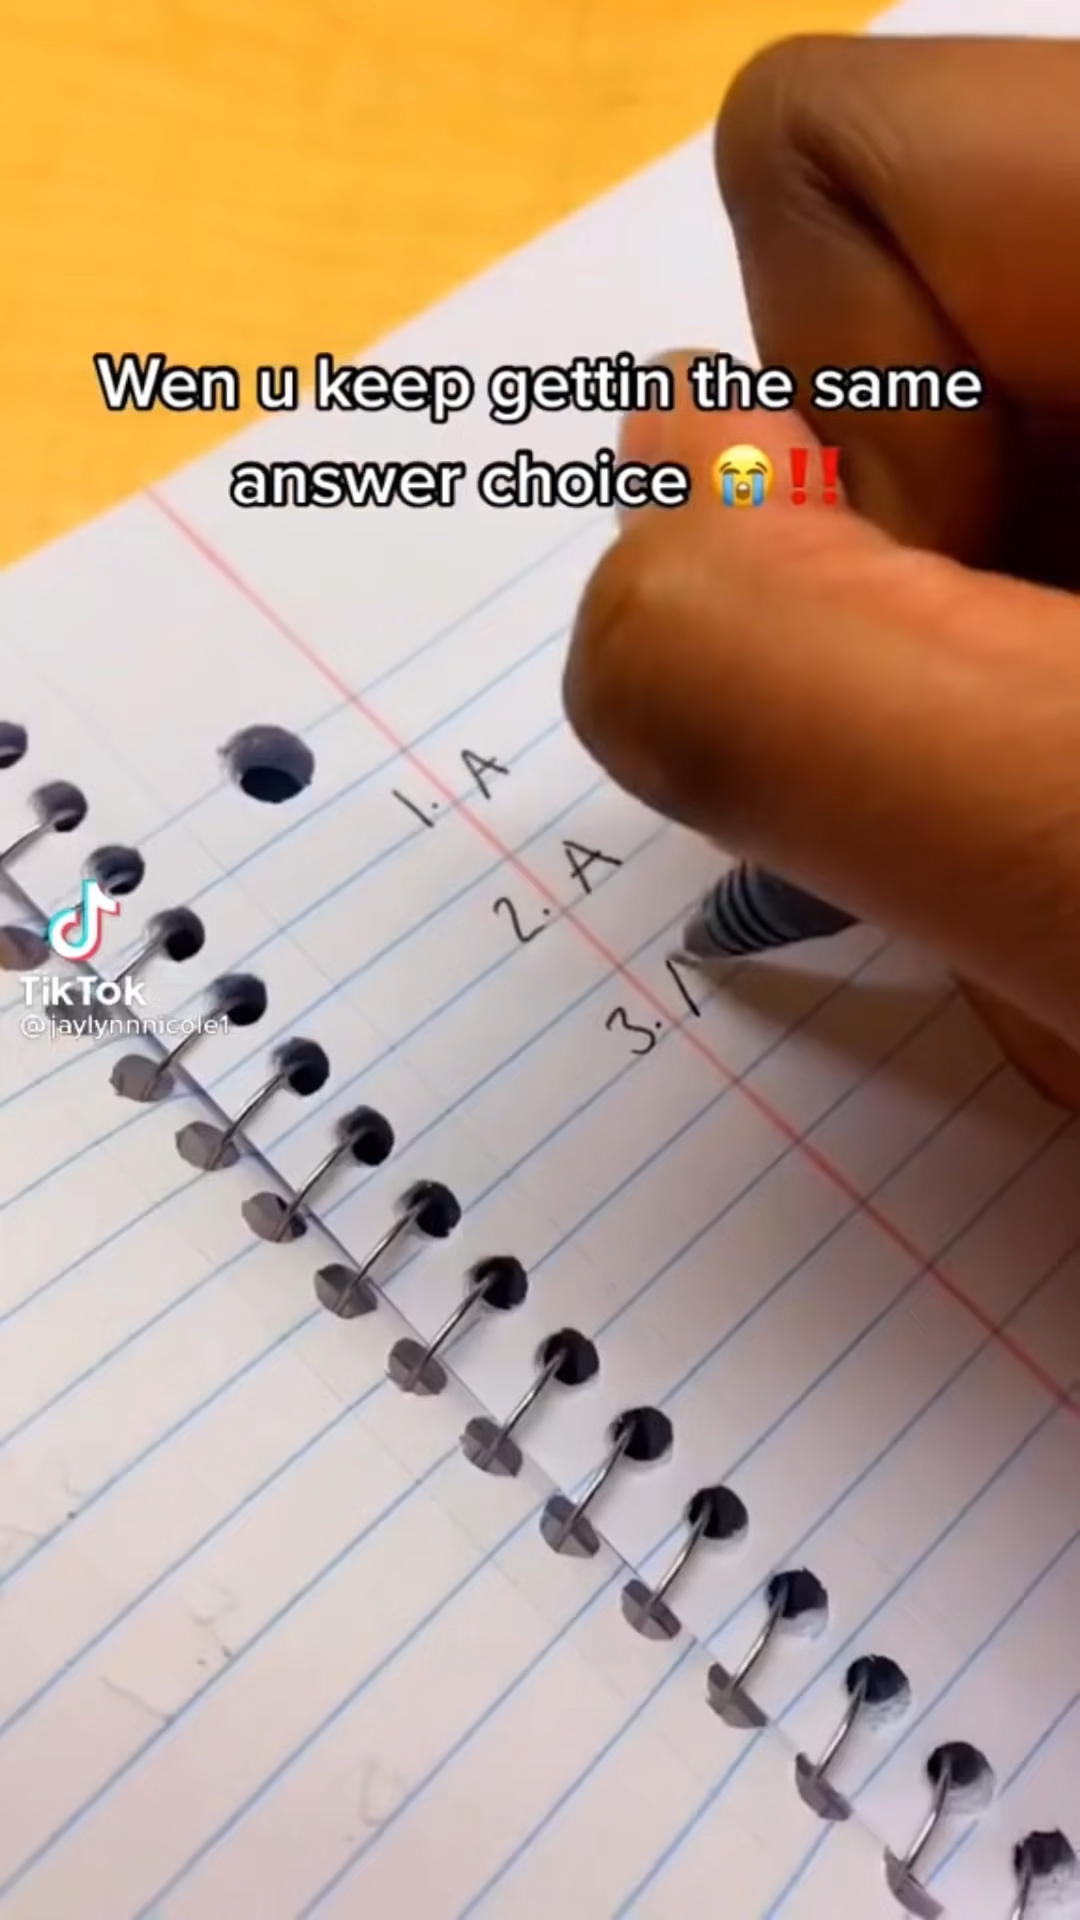 Wen u keep gettin the same
answer choice 😭‼️
1. A
2. A
3.
TikTok
@jaylynnnicole1